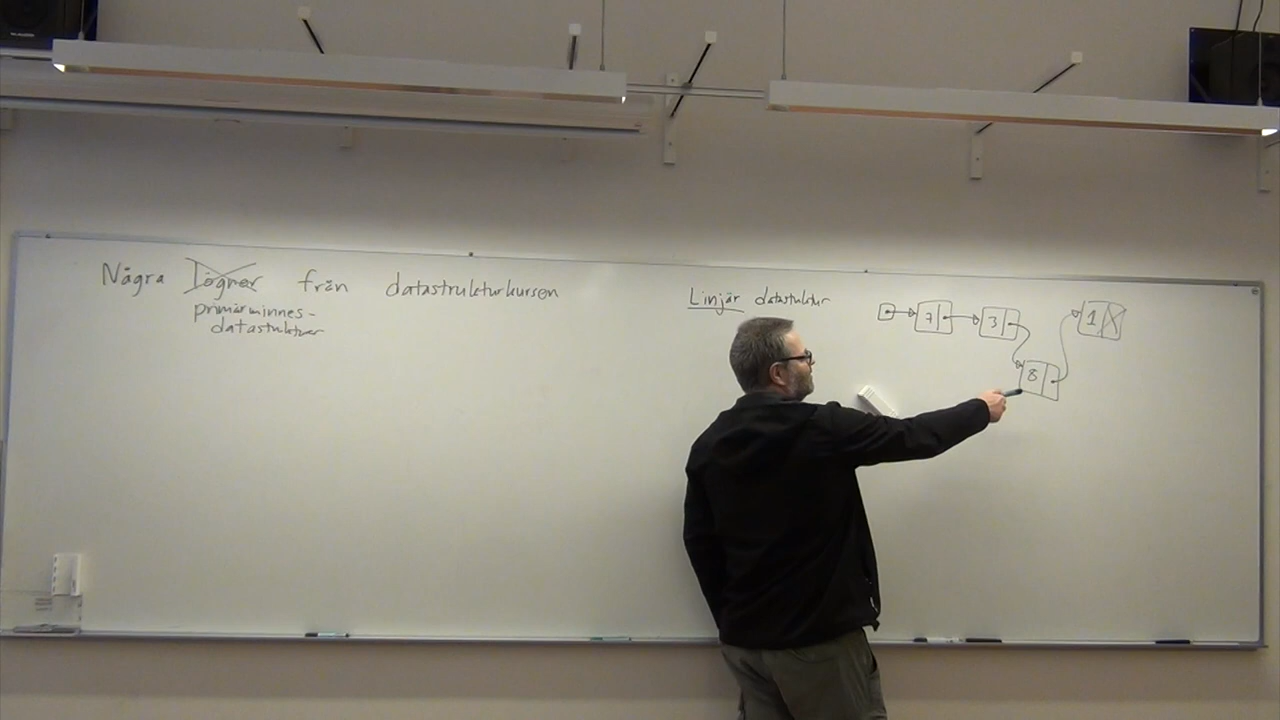 Några lögner från datastrukturkursen
primärminnes-
datastrukturer
Linjär datastruktur
7 3 1
8